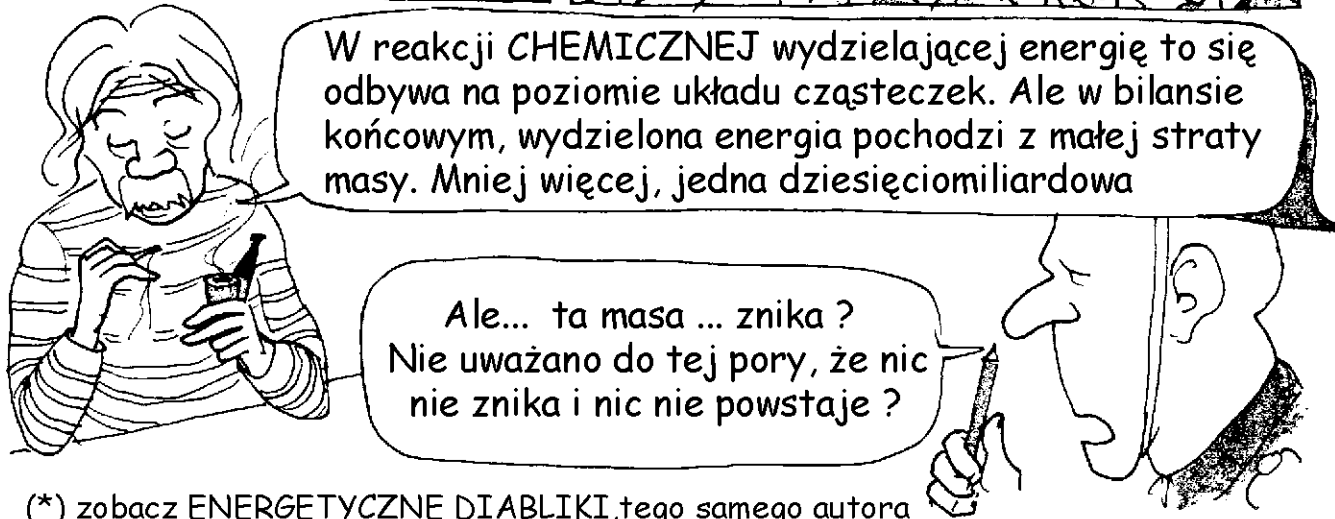 W reakcji CHEMICZNEJ wydzielającej energię to się
odbywa na poziomie układu cząsteczek. Ale w bilansie
końcowym, wydzielona energia pochodzi z małej straty
masy. Mniej więcej, jedna dziesięciomiliardowa
Ale... ta masa ... znika ?
Nie uważano do tej pory, że nic
nie znika i nic nie powstaje ?
(*) zobacz ENERGETYCZNE DIABLIKI,tego samego autora